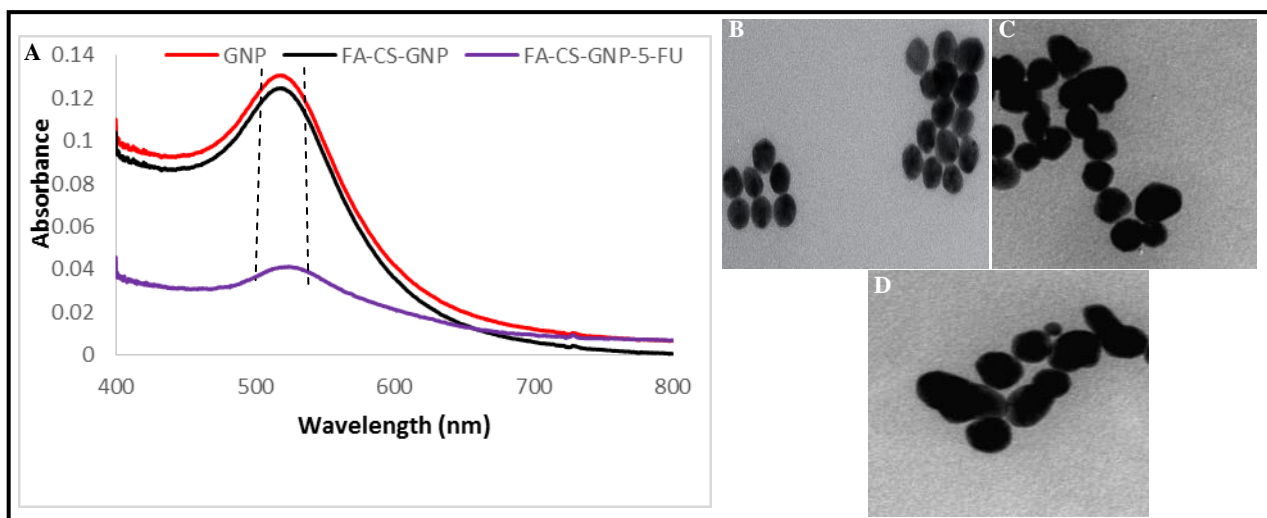 A
GNP FA-CS-GNP FA-CS-GNP-5-FU
0.14
0.12
0.1
0.08
0.06
0.04
0.02
0
Absorbance
400 500 600 700 800
Wavelength (nm)
B
C
D